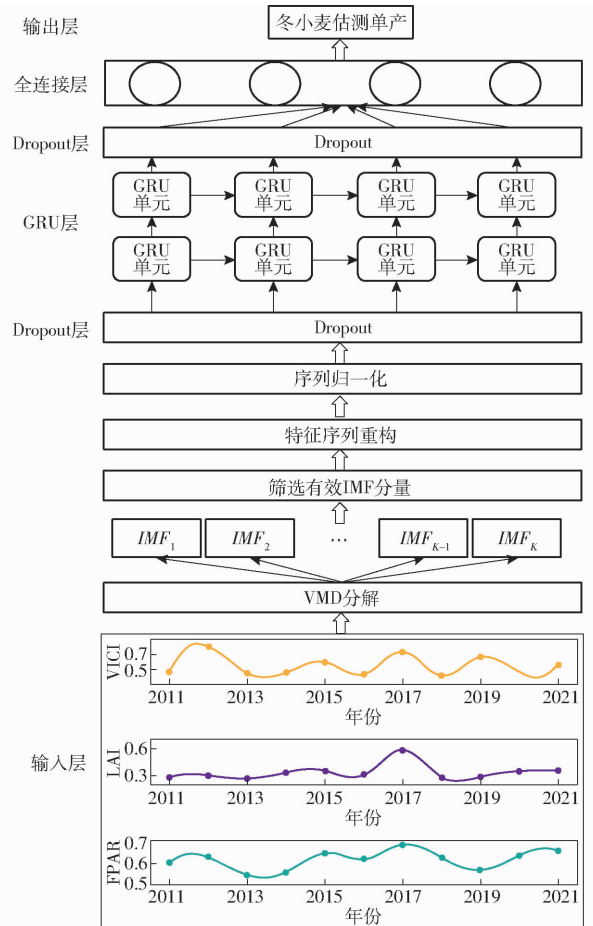 输出层
冬小麦估测单产
全连接层
Dropout层
Dropout
GRU层
GRU
单元
GRU
单元
GRU
单元
GRU
单元
GRU
单元
GRU
单元
GRU
单元
GRU
单元
Dropout层
Dropout
序列归一化
特征序列重构
筛选有效IMF分量
IMF1
IMF2
…
IMFK-1
IMFK
VMD分解
输入层
VICI
0.7
0.5
2011 2013 2015 2017 2019 2021
年份
LAI
0.6
0.3
2011 2013 2015 2017 2019 2021
年份
FPAR
0.7
0.6
0.5
2011 2013 2015 2017 2019 2021
年份